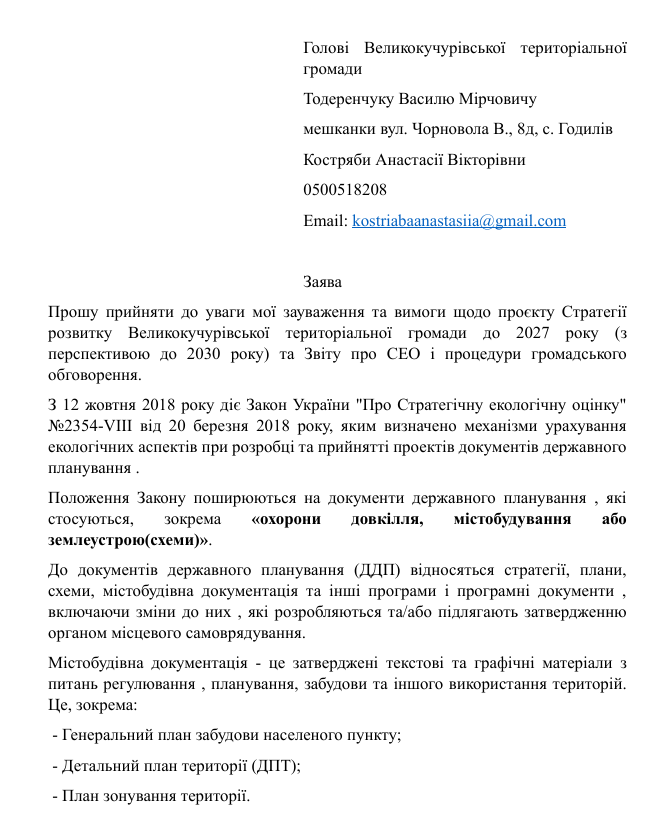 Голові Великокучурівської територіальної
громади
Тодеренчуку Василю Мірчовичу
мешканки вул. Чорновола В., 8д, с. Годилів
Костряби Анастасії Вікторівни
0500518208
Email: kostriabaanastasiia@gmail.com
Заява
Прошу прийняти до уваги мої зауваження та вимоги щодо проєкту Стратегії
розвитку Великокучурівської територіальної громади до 2027 року (з
перспективою до 2030 року) та Звіту про СЕО і процедури громадського
обговорення.
З 12 жовтня 2018 року діє Закон України "Про Стратегічну екологічну оцінку"
№2354-VIII від 20 березня 2018 року, яким визначено механізми урахування
екологічних аспектів при розробці та прийнятті проектів документів державного
планування .
Положення Закону поширюються на документи державного планування , які
стосуються, зокрема «охорони довкілля, містобудування або
землеустрою(схеми)».
До документів державного планування (ДДП) відносяться стратегії, плани,
схеми, містобудівна документація та інші програми і програмні документи ,
включаючи зміни до них , які розробляються та/або підлягають затвердженню
органом місцевого самоврядування.
Містобудівна документація - це затверджені текстові та графічні матеріали з
питань регулювання , планування, забудови та іншого використання територій.
Це, зокрема:
- Генеральний план забудови населеного пункту;
- Детальний план території (ДПТ);
- План зонування території.